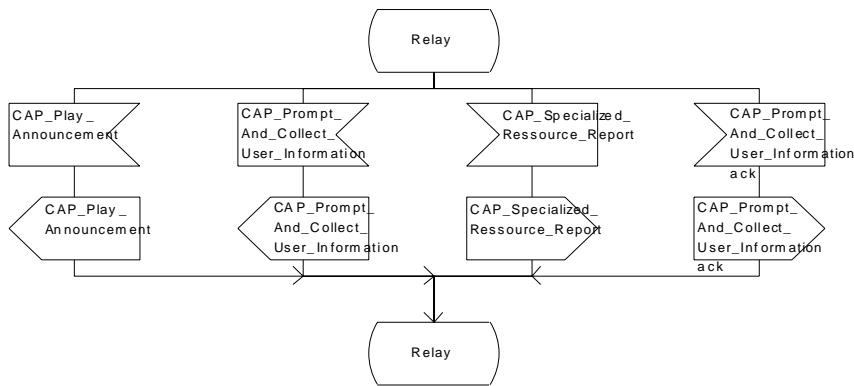 Relay
CAP_Play_
Announcement
CAP_Prompt_
And_Collect_
User_Information
CAP_Specialized_
Ressource_Report
CAP_Prompt_
And_Collect_
User_Information
ack
CAP_Play_
Announcement
CAP_Prompt_
And_Collect_
User_Information
CAP_Specialized_
Ressource_Report
CAP_Prompt_
And_Collect_
User_Information
ack
Relay